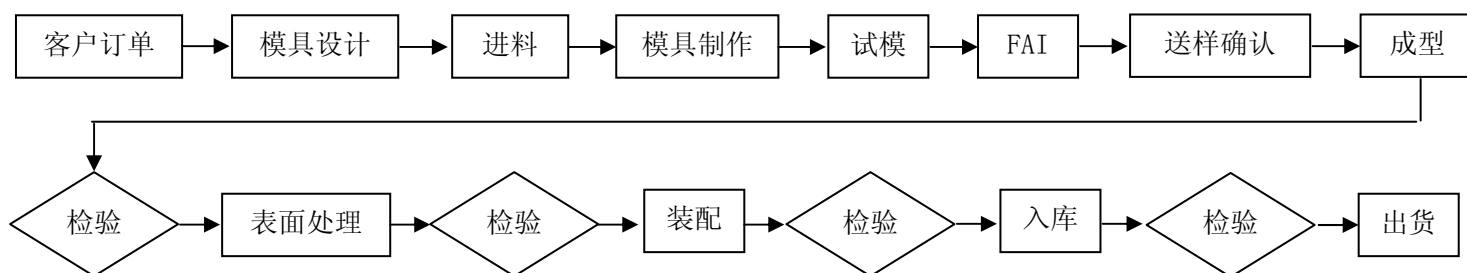 客户订单 模具设计 进料 模具制作 试模 FAI 送样确认 成型
检验 表面处理 检验 装配 检验 入库 检验 出货